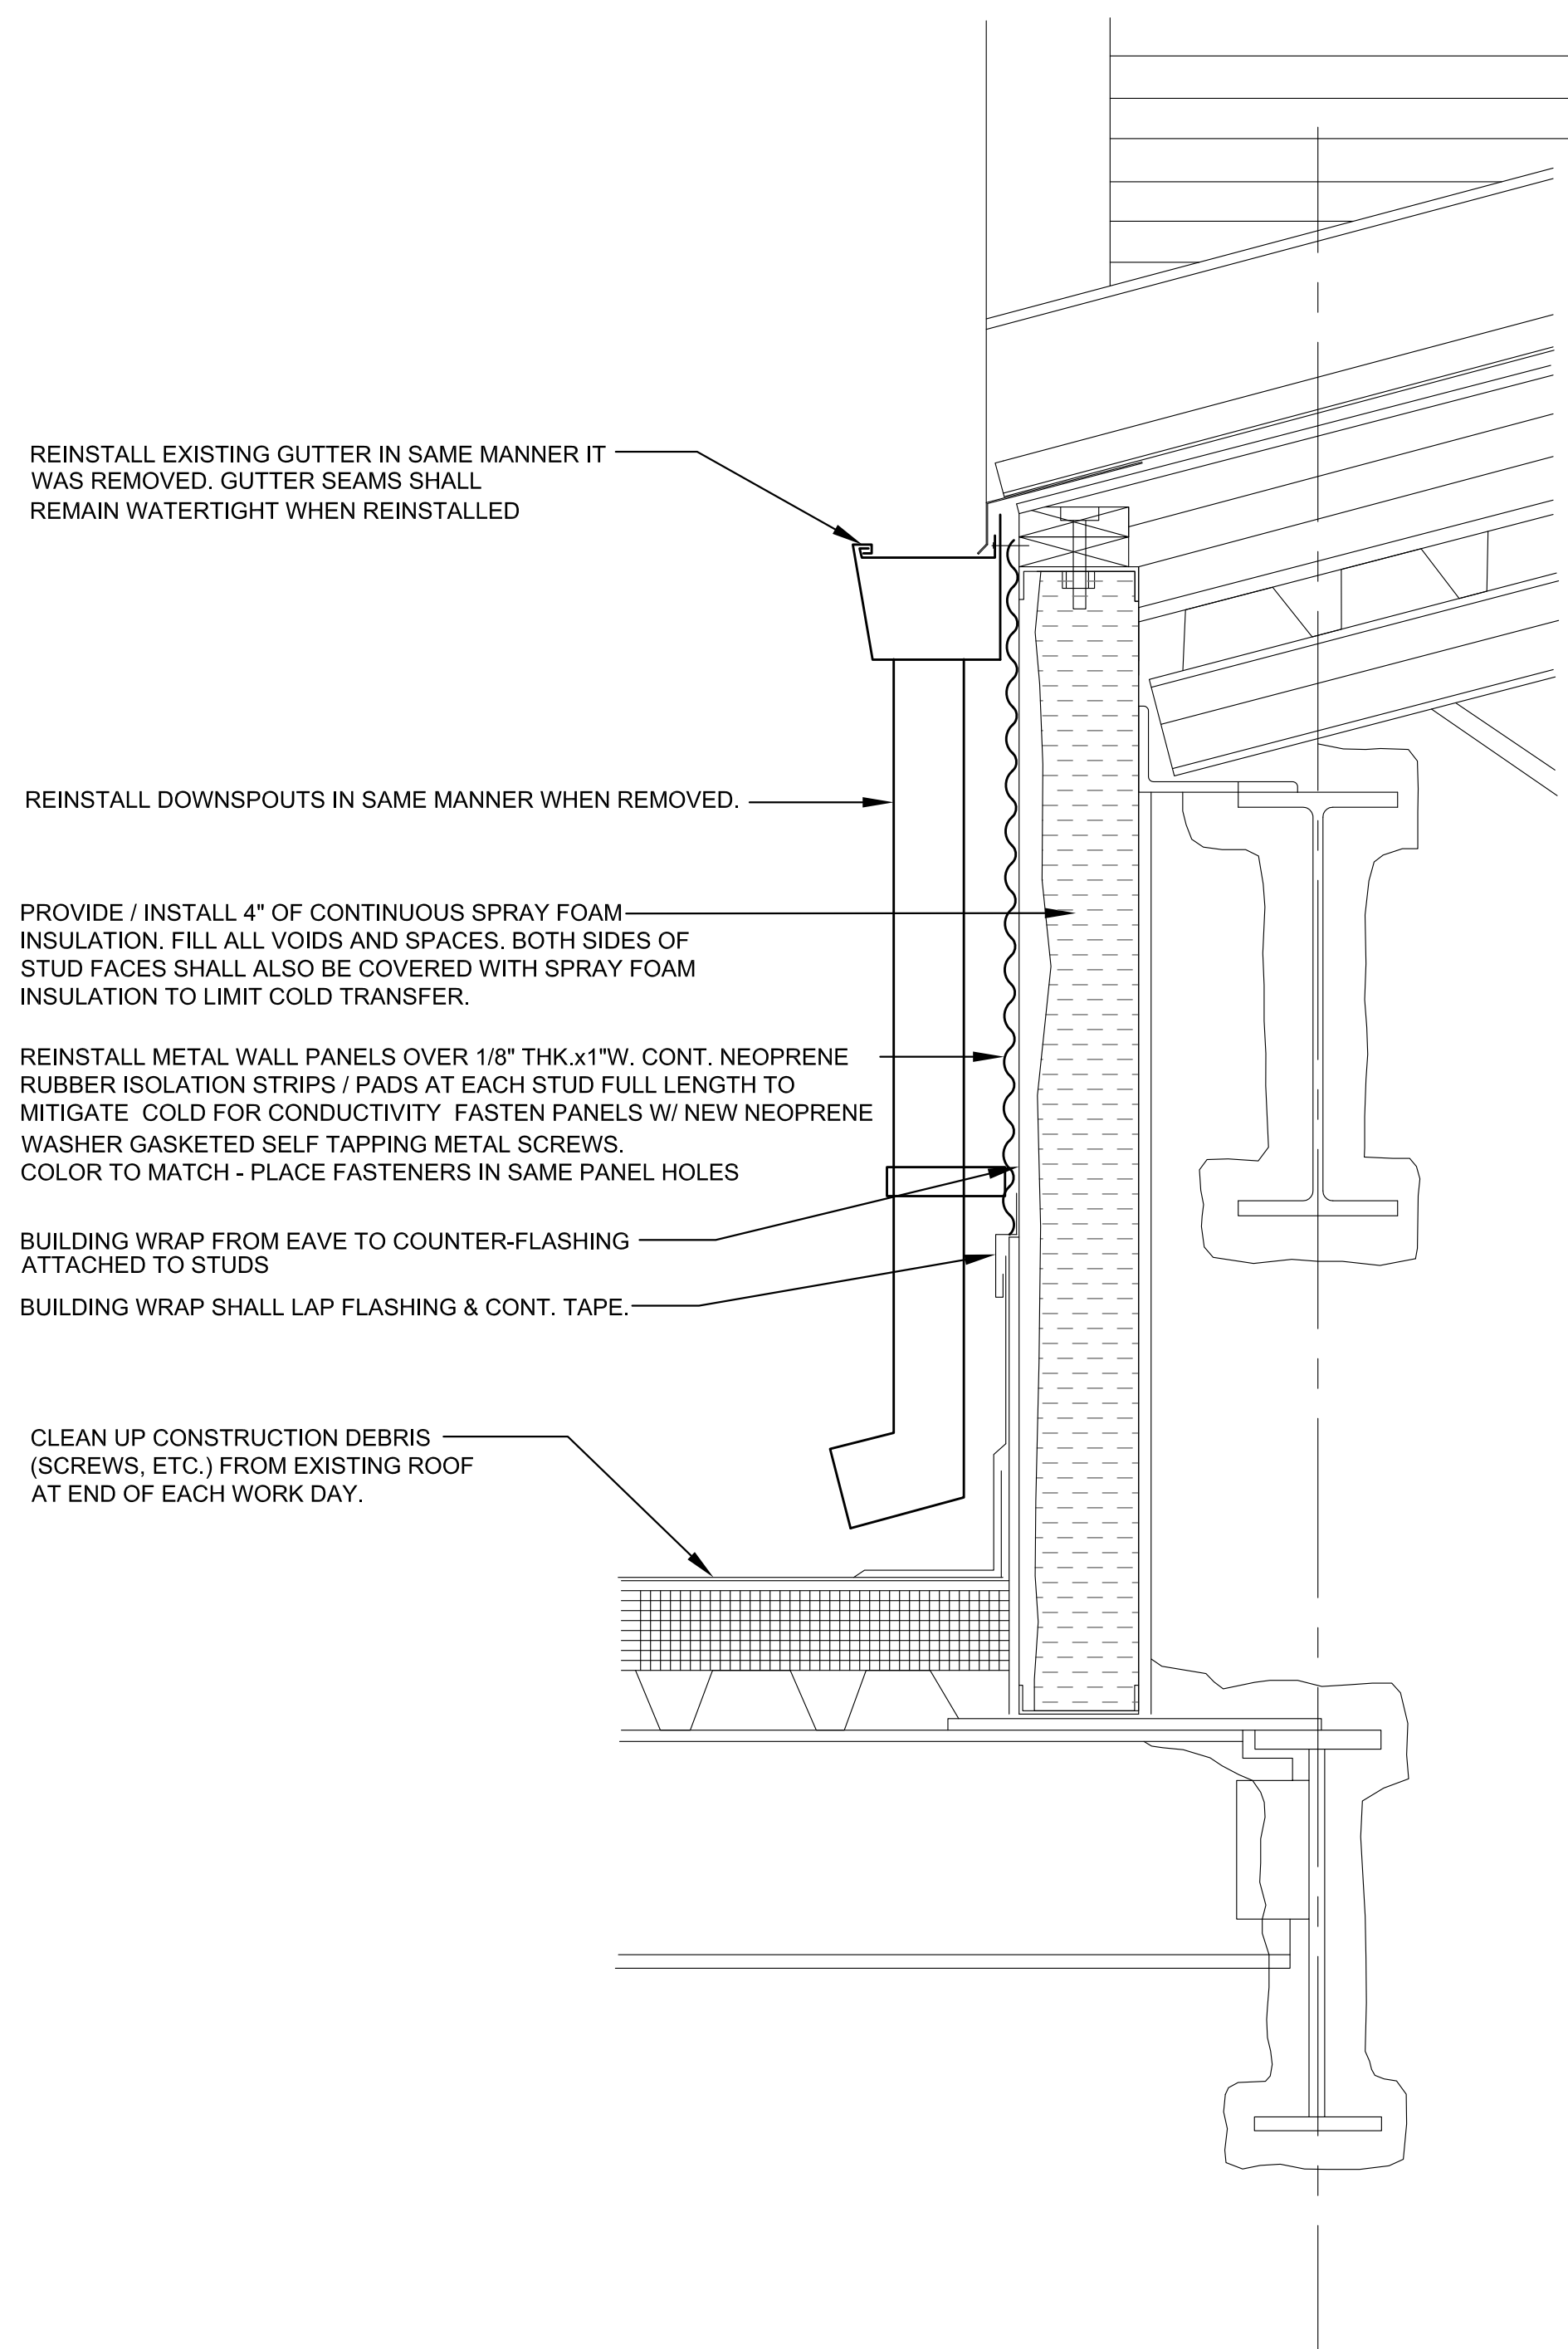 REINSTALL EXISTING GUTTER IN SAME MANNER IT
WAS REMOVED. GUTTER SEAMS SHALL
REMAIN WATERTIGHT WHEN REINSTALLED
REINSTALL DOWNSPOUTS IN SAME MANNER WHEN REMOVED.
PROVIDE / INSTALL 4" OF CONTINUOUS SPRAY FOAM
INSULATION. FILL ALL VOIDS AND SPACES. BOTH SIDES OF
STUD FACES SHALL ALSO BE COVERED WITH SPRAY FOAM
INSULATION TO LIMIT COLD TRANSFER.
REINSTALL METAL WALL PANELS OVER 1/8" THK.x1"W. CONT. NEOPRENE
RUBBER ISOLATION STRIPS / PADS AT EACH STUD FULL LENGTH TO
MITIGATE COLD FOR CONDUCTIVITY FASTEN PANELS W/ NEW NEOPRENE
WASHER GASKETED SELF TAPPING METAL SCREWS.
COLOR TO MATCH - PLACE FASTENERS IN SAME PANEL HOLES
BUILDING WRAP FROM EAVE TO COUNTER-FLASHING
ATTACHED TO STUDS
BUILDING WRAP SHALL LAP FLASHING & CONT. TAPE.
CLEAN UP CONSTRUCTION DEBRIS
(SCREWS, ETC.) FROM EXISTING ROOF
AT END OF EACH WORK DAY.